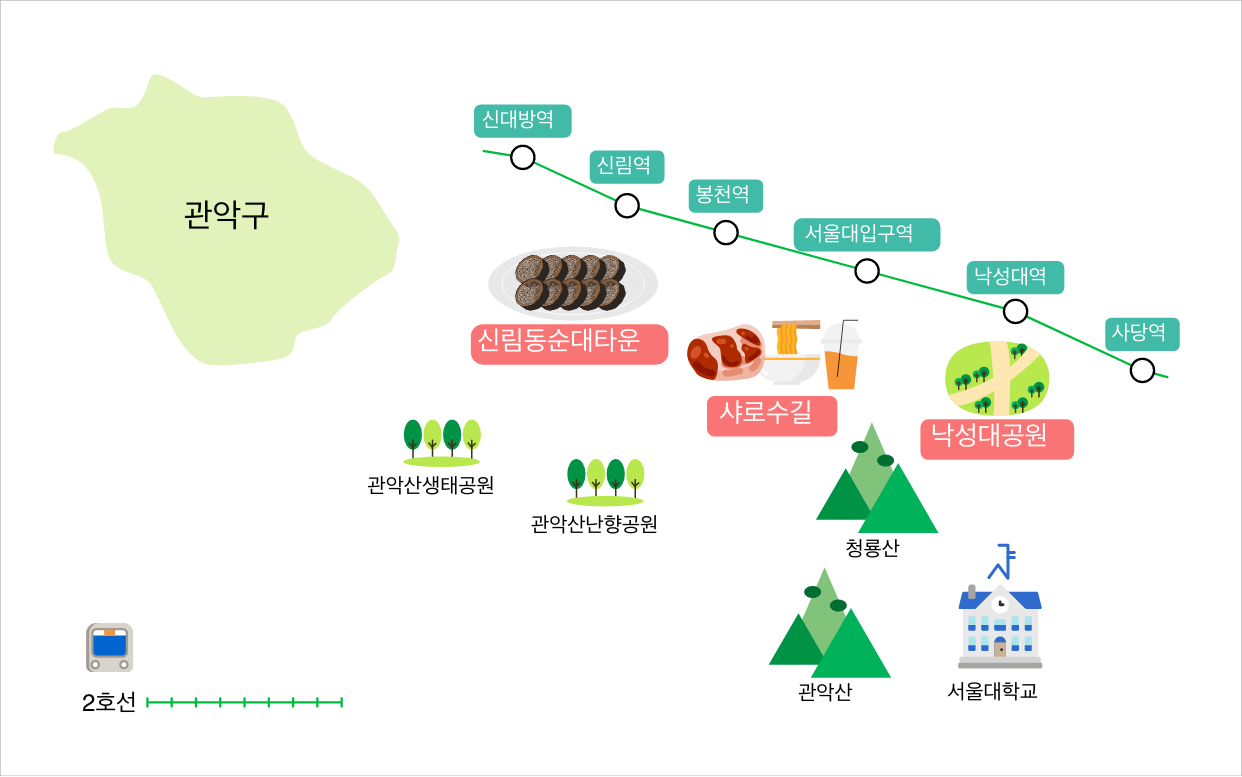 관악구
신대방역
신림역
봉천역
서울대입구역
낙성대역
사당역
신림동순대타운
샤로수길
낙성대공원
관악산생태공원
관악산난향공원
청룡산
관악산
서울대학교
2호선